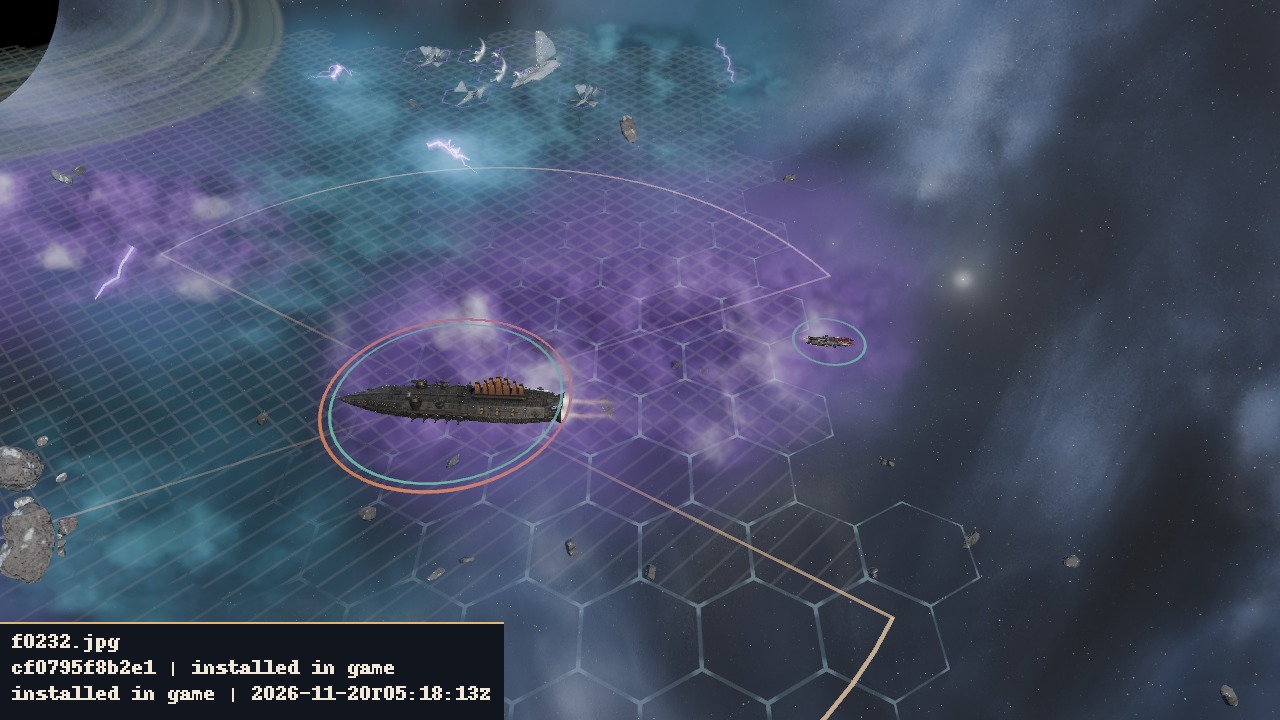 f0232.jpg
cf0795f8b2e1 | installed in game
installed in game | 2026-11-20T05:18:13Z